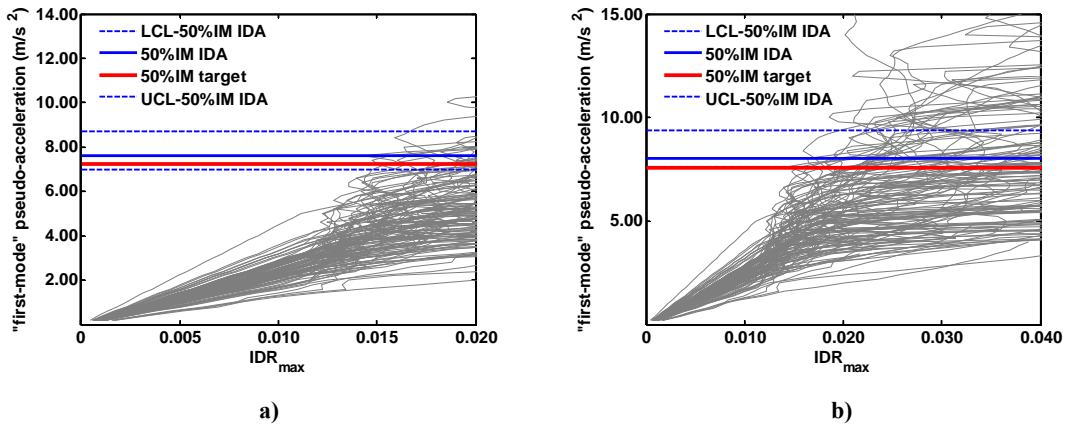 14.00
12.00
10.00
8.00
6.00
4.00
2.00
"first-mode" pseudo-acceleration (m/s ²)
LCL-50%IM IDA
50%IM IDA
50%IM target
UCL-50%IM IDA
0 0.005 0.010 0.015 0.020
IDRmax
a)
15.00
10.00
5.00
"first-mode" pseudo-acceleration (m/s ²)
LCL-50%IM IDA
50%IM IDA
50%IM target
UCL-50%IM IDA
0 0.010 0.020 0.030 0.040
IDRmax
b)